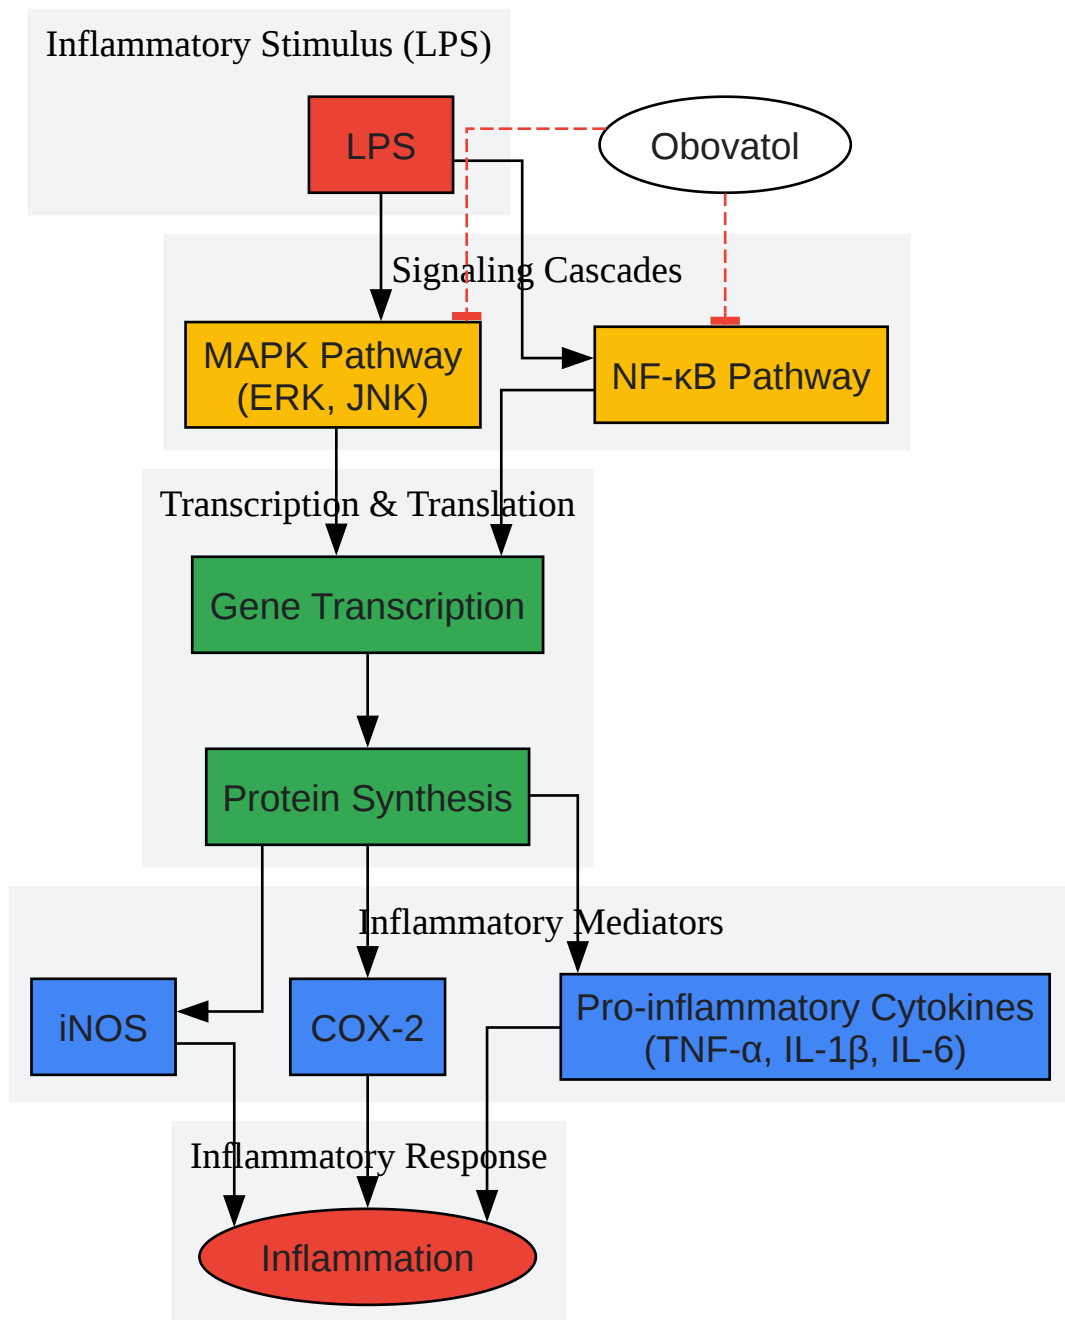 Inflammatory Stimulus (LPS)
LPS
Obovatol
Signaling Cascades
MAPK Pathway
(ERK, JNK)
NF-κB Pathway
Transcription & Translation
Gene Transcription
Protein Synthesis
Inflammatory Mediators
iNOS
COX-2
Pro-inflammatory Cytokines
(TNF-α, IL-1β, IL-6)
Inflammatory Response
Inflammation